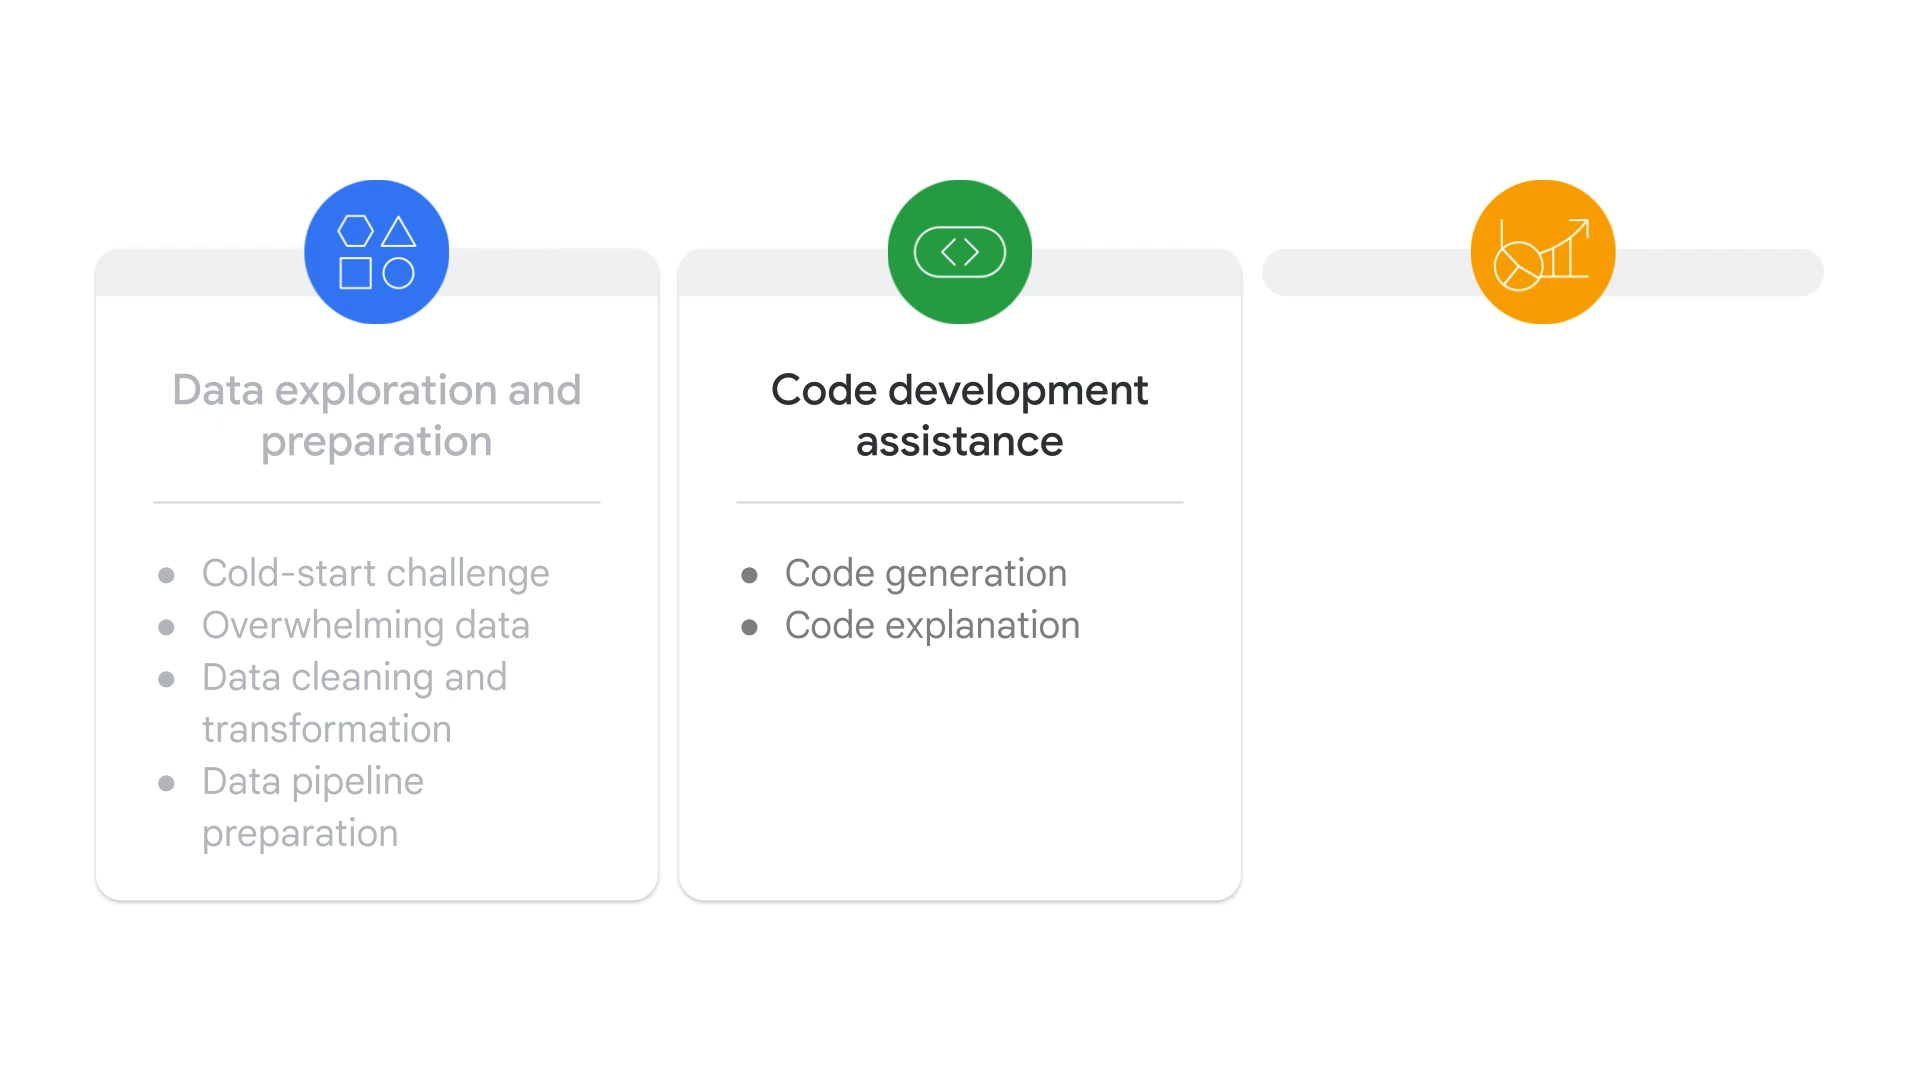 Data exploration and
preparation
● Cold-start challenge
● Overwhelming data
● Data cleaning and
transformation
● Data pipeline
preparation
Code development
assistance
● Code generation
● Code explanation